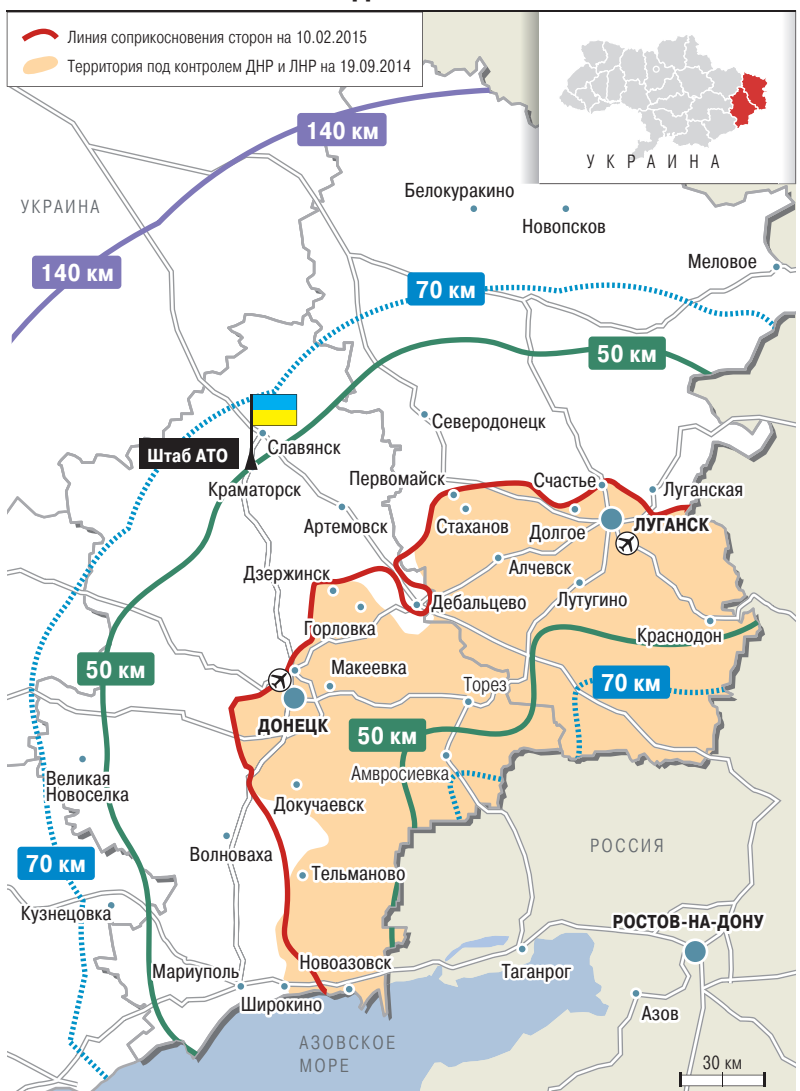 Линия соприкосновения сторон на 10.02.2015
Территория под контролем ДНР и ЛНР на 19.09.2014
УКРАИНА
140 км
УКРАИНА
Белокуракино
Новопсков
140 км
Меловое
70 км
50 км
Северодонецк
Штаб АТО
Славянск
Краматорск
Первомайск
Счастье
Луганская
Артемовск
Стаханов
Долгое
ЛУГАНСК
Дзержинск
Алчевск
Дебальцево
Лутугино
Горловка
Краснодон
50 км
Макеевка
Торез
70 км
ДОНЕЦК
50 км
Великая
Новоселка
Амвросиевка
Докучаевск
РОССИЯ
Волноваха
70 км
Тельманово
Кузнецовка
РОСТОВ-НА-ДОНУ
Мариуполь
Новоазовск
Таганрог
Широкино
Азов
АЗОВСКОЕ
МОРЕ
30 км